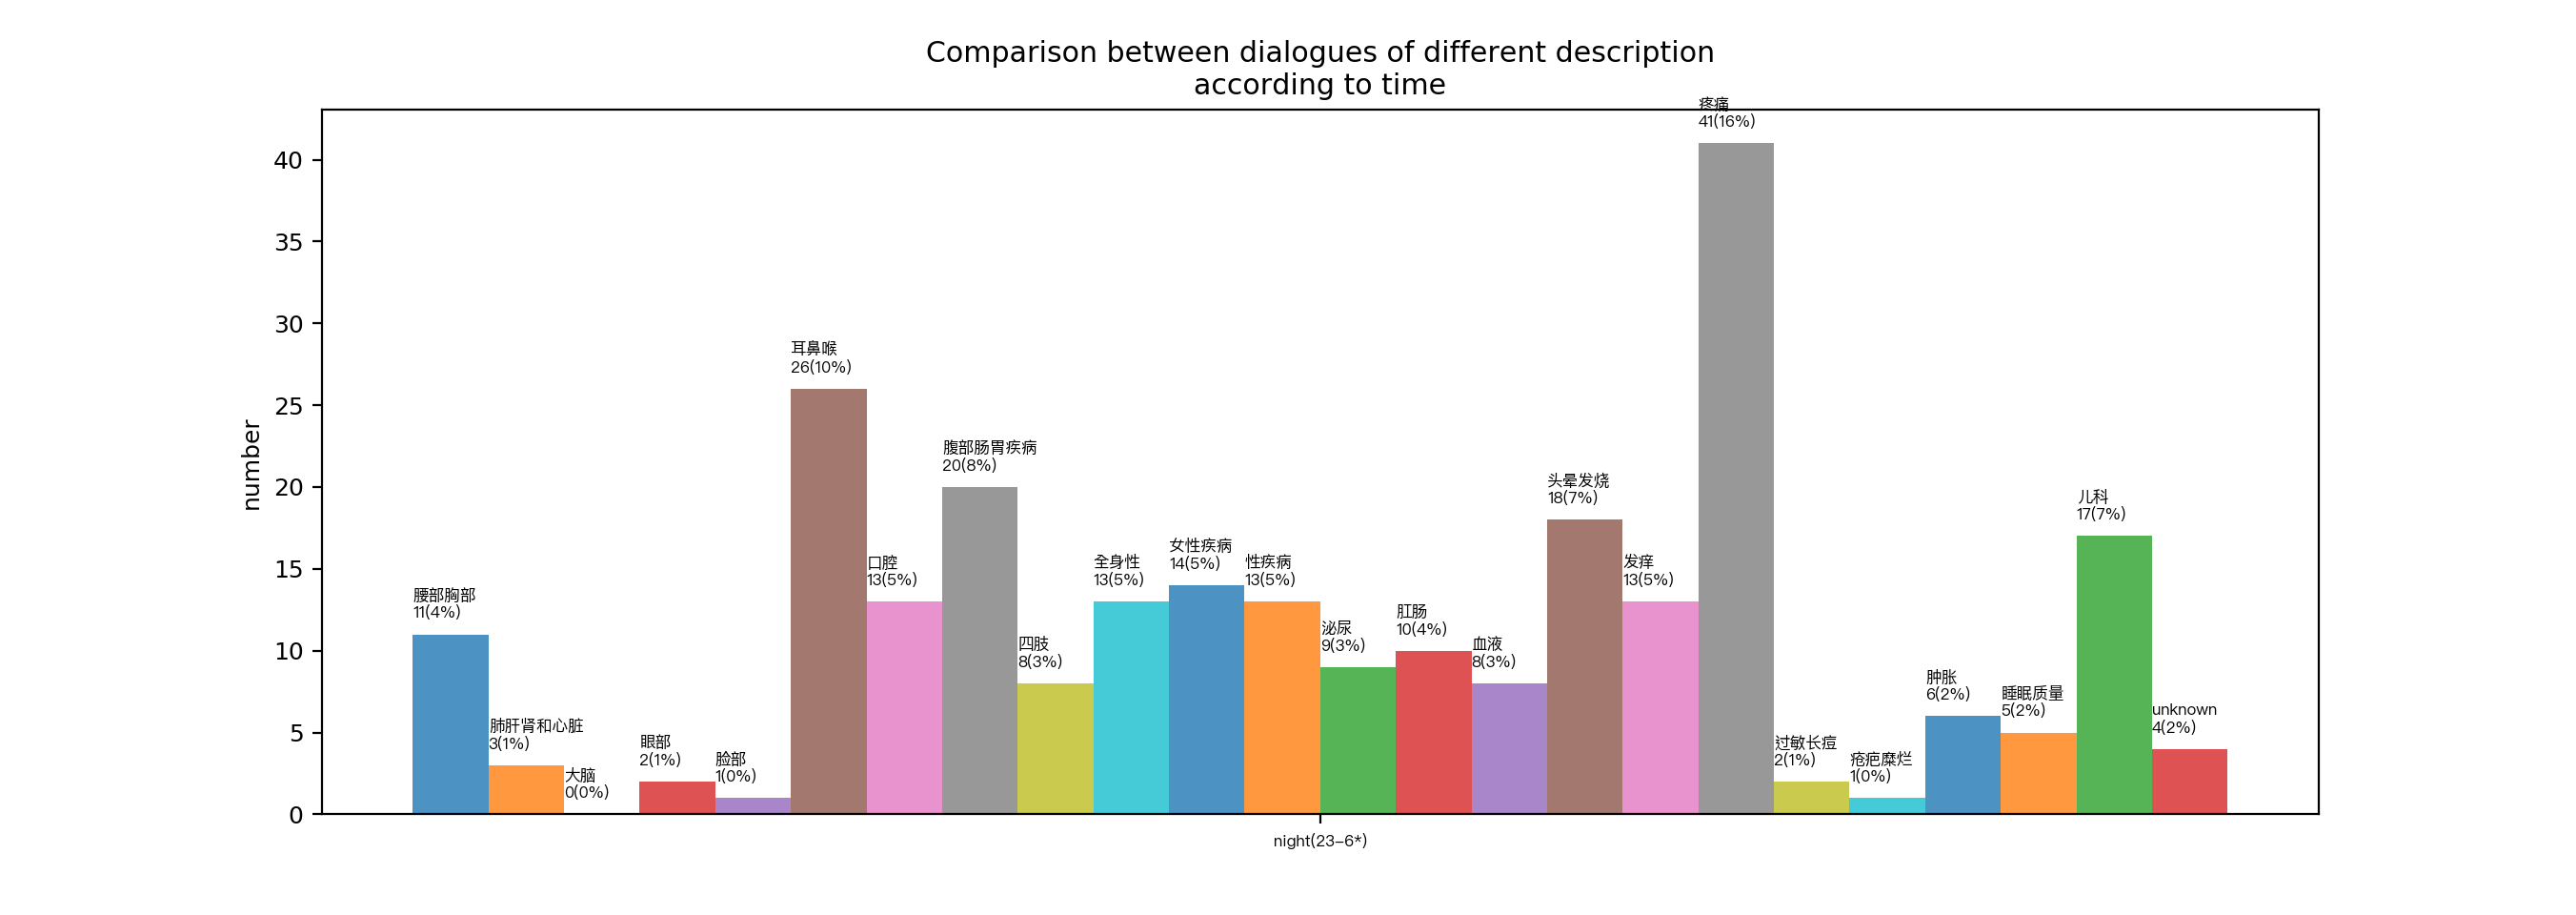 Comparison between dialogues of different description
according to time
number
40
35
30
25
20
15
10
5
0
腰部胸部
11(4%)
肺肝肾和心脏
3(1%)
大脑
0(0%)
眼部
2(1%)
脸部
1(0%)
耳鼻喉
26(10%)
口腔
13(5%)
腹部肠胃疾病
20(8%)
四肢
8(3%)
全身性
13(5%)
女性疾病
14(5%)
性疾病
13(5%)
泌尿
9(3%)
肛肠
10(4%)
血液
8(3%)
头晕发烧
18(7%)
发痒
13(5%)
疼痛
41(16%)
过敏长痘
2(1%)
疮疤糜烂
1(0%)
肿胀
6(2%)
睡眠质量
5(2%)
儿科
17(7%)
unknown
4(2%)
night(23-6*)